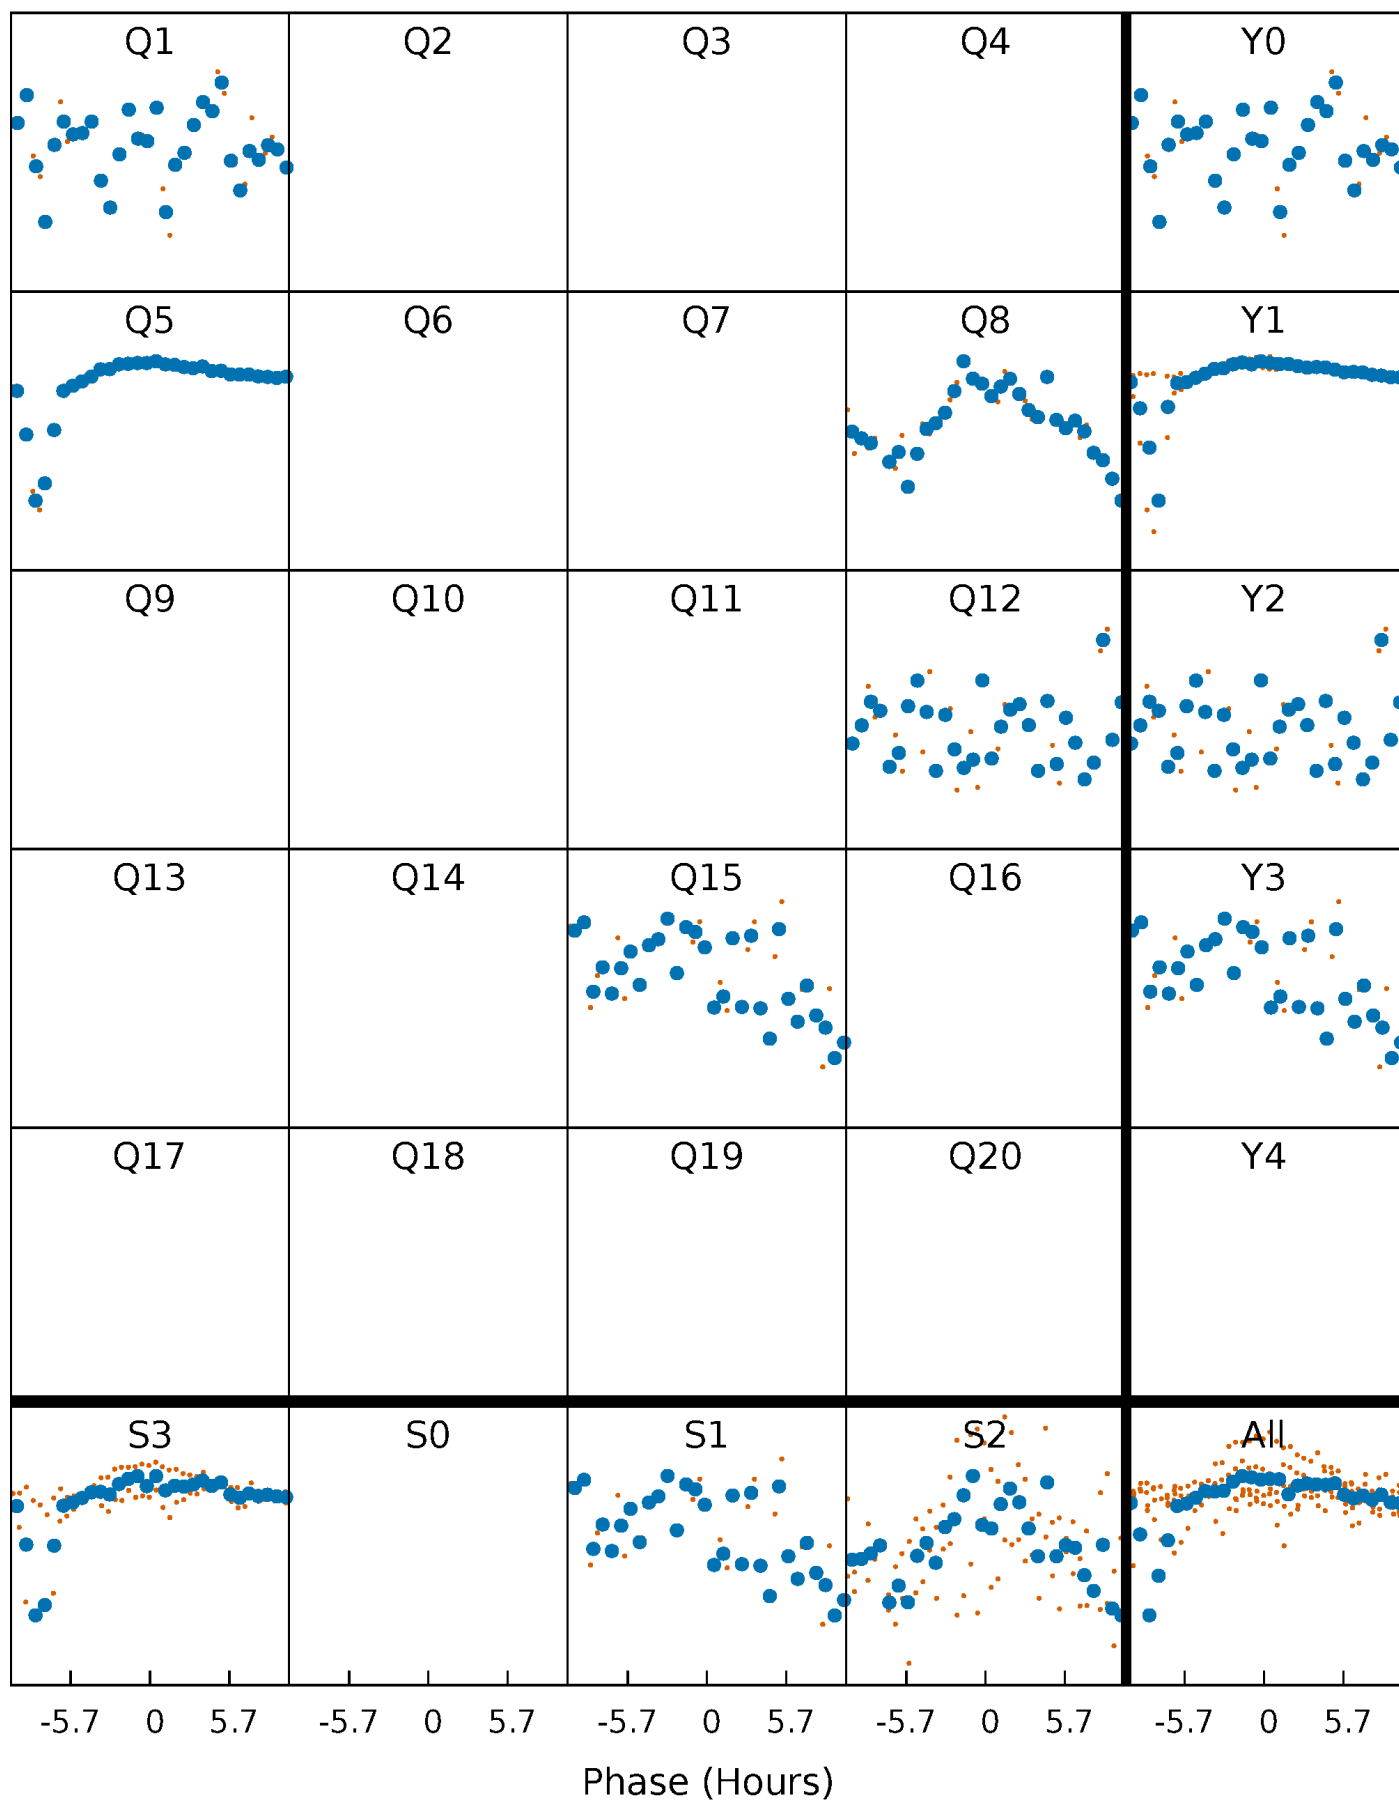 Q1 Q2 Q3 Q4 Y0
Q5 Q6 Q7 Q8 Y1
Q9 Q10 Q11 Q12 Y2
Q13 Q14 Q15 Q16 Y3
Q17 Q18 Q19 Q20 Y4
S3 S0 S1 S2 All
-5.7 0 5.7 -5.7 0 5.7 -5.7 0 5.7 -5.7 0 5.7 -5.7 0 5.7
Phase (Hours)